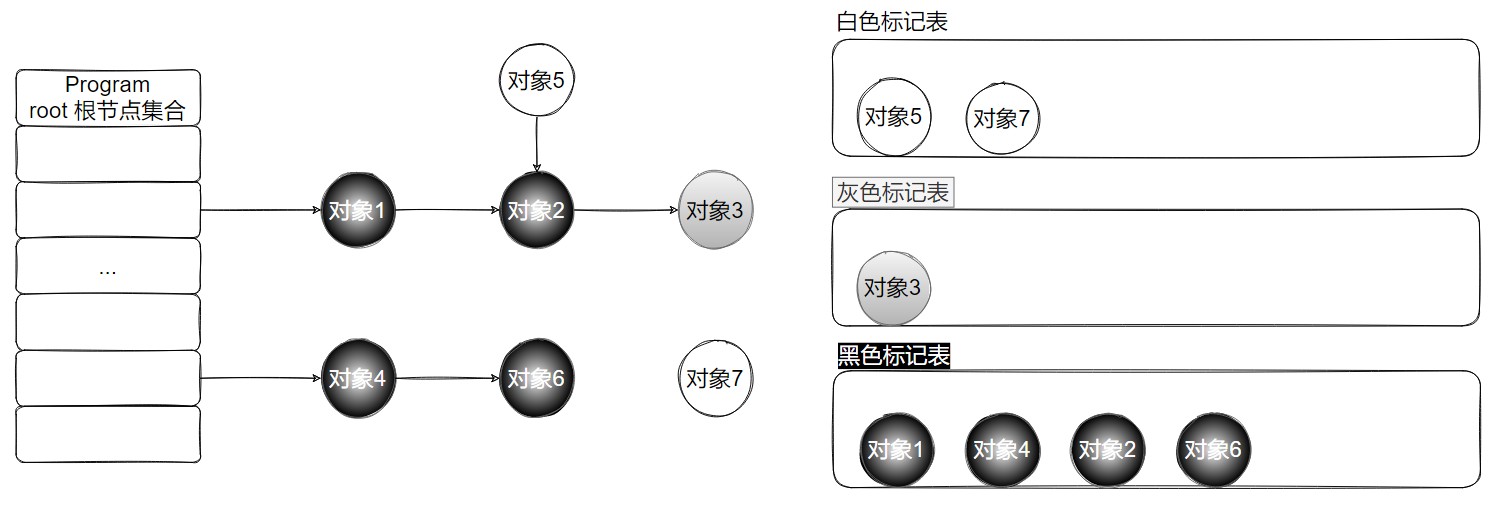 Program
root 根节点集合
...
对象5
对象1
对象2
对象3
对象4
对象6
对象7
白色标记表
对象5
对象7
灰色标记表
对象3
黑色标记表
对象1
对象4
对象2
对象6